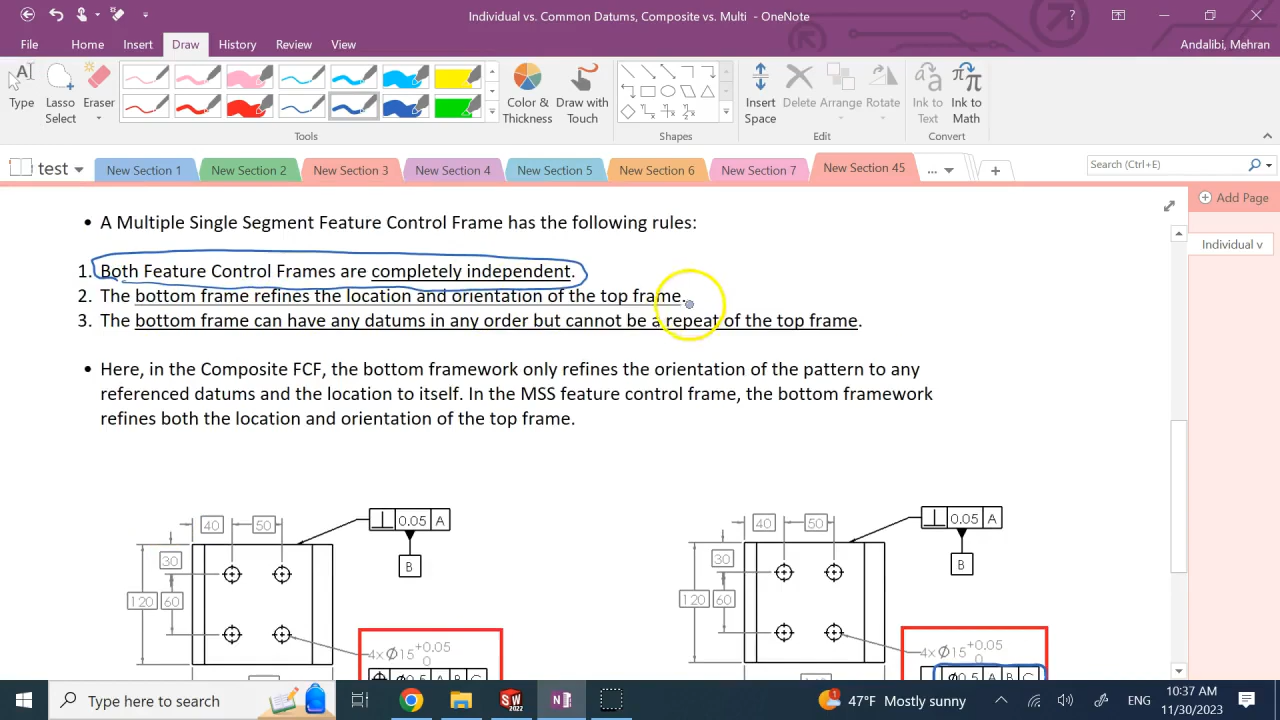 Individual vs. Common Datums, Composite vs. Multi - OneNote
?
Andalibi, Mehran
File Home Insert Draw History Review View
Type
Lasso Select
Eraser
Color & Thickness
Draw with Touch
Insert Space
Delete
Arrange
Rotate
Ink to Text
Ink to Math
Tools
Shapes
Edit
Convert
test
New Section 1
New Section 2
New Section 3
New Section 4
New Section 5
New Section 6
New Section 7
New Section 45
...
Search (Ctrl+E)
Add Page
Individual v
• A Multiple Single Segment Feature Control Frame has the following rules:
1. Both Feature Control Frames are completely independent.
2. The bottom frame refines the location and orientation of the top frame.
3. The bottom frame can have any datums in any order but cannot be a repeat of the top frame.
• Here, in the Composite FCF, the bottom framework only refines the orientation of the pattern to any
referenced datums and the location to itself. In the MSS feature control frame, the bottom framework
refines both the location and orientation of the top frame.
40 50 ⊥ 0.05 A
30
B
120 60
4x Ø15 +0.05
0
⌖ Ø0.5 A B C
40 50 ⊥ 0.05 A
30
B
120 60
4x Ø15 +0.05
0
Ø0.5 A B C
Type here to search
SW
2022
N
1
47°F Mostly sunny
ENG
10:37 AM
11/30/2023